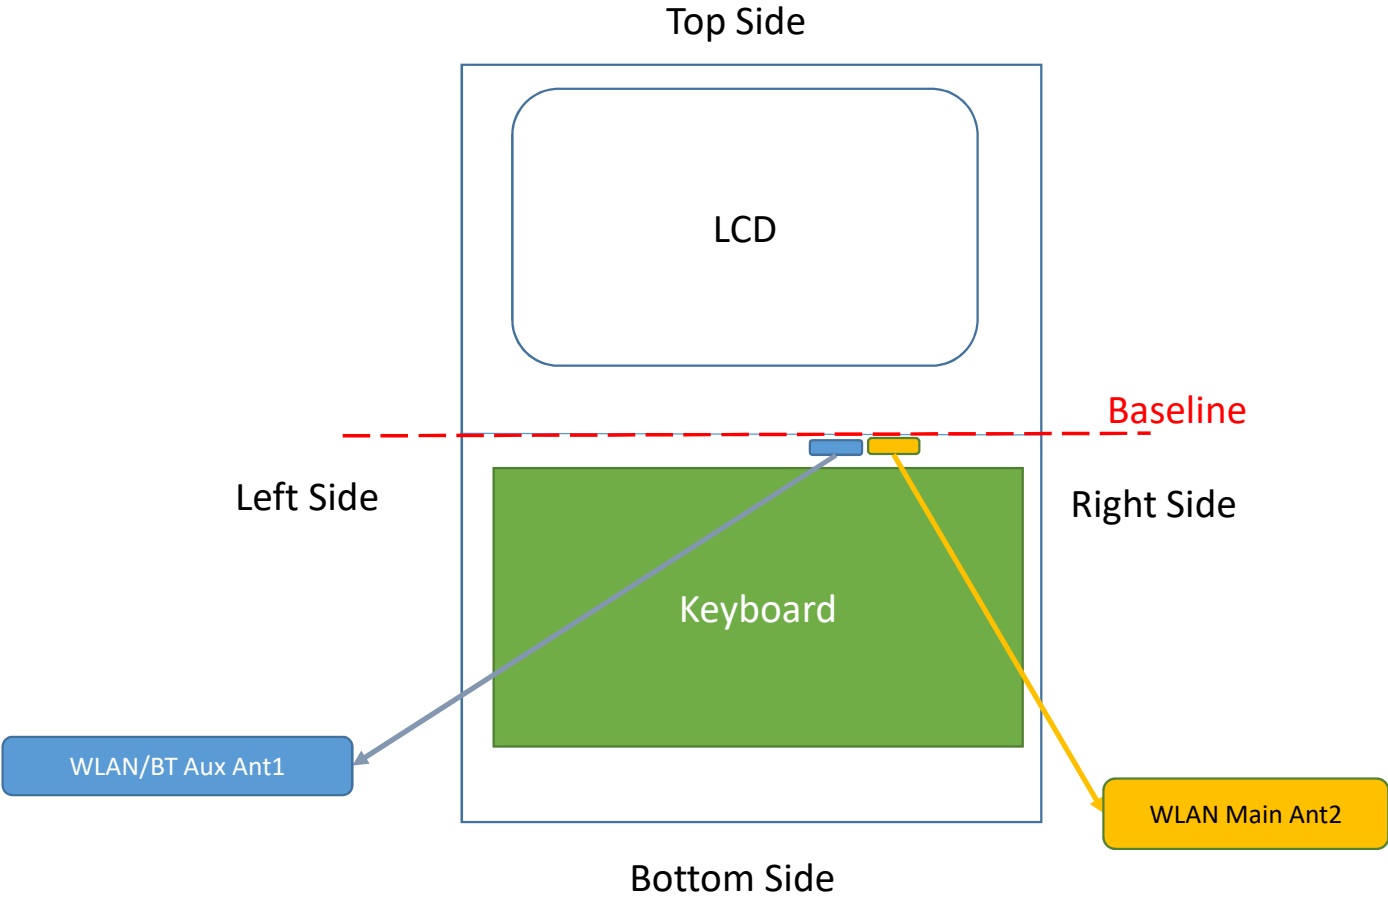 Top Side
LCD
Baseline
Left Side
Right Side
Keyboard
WLAN/BT Aux Ant1
WLAN Main Ant2
Bottom Side